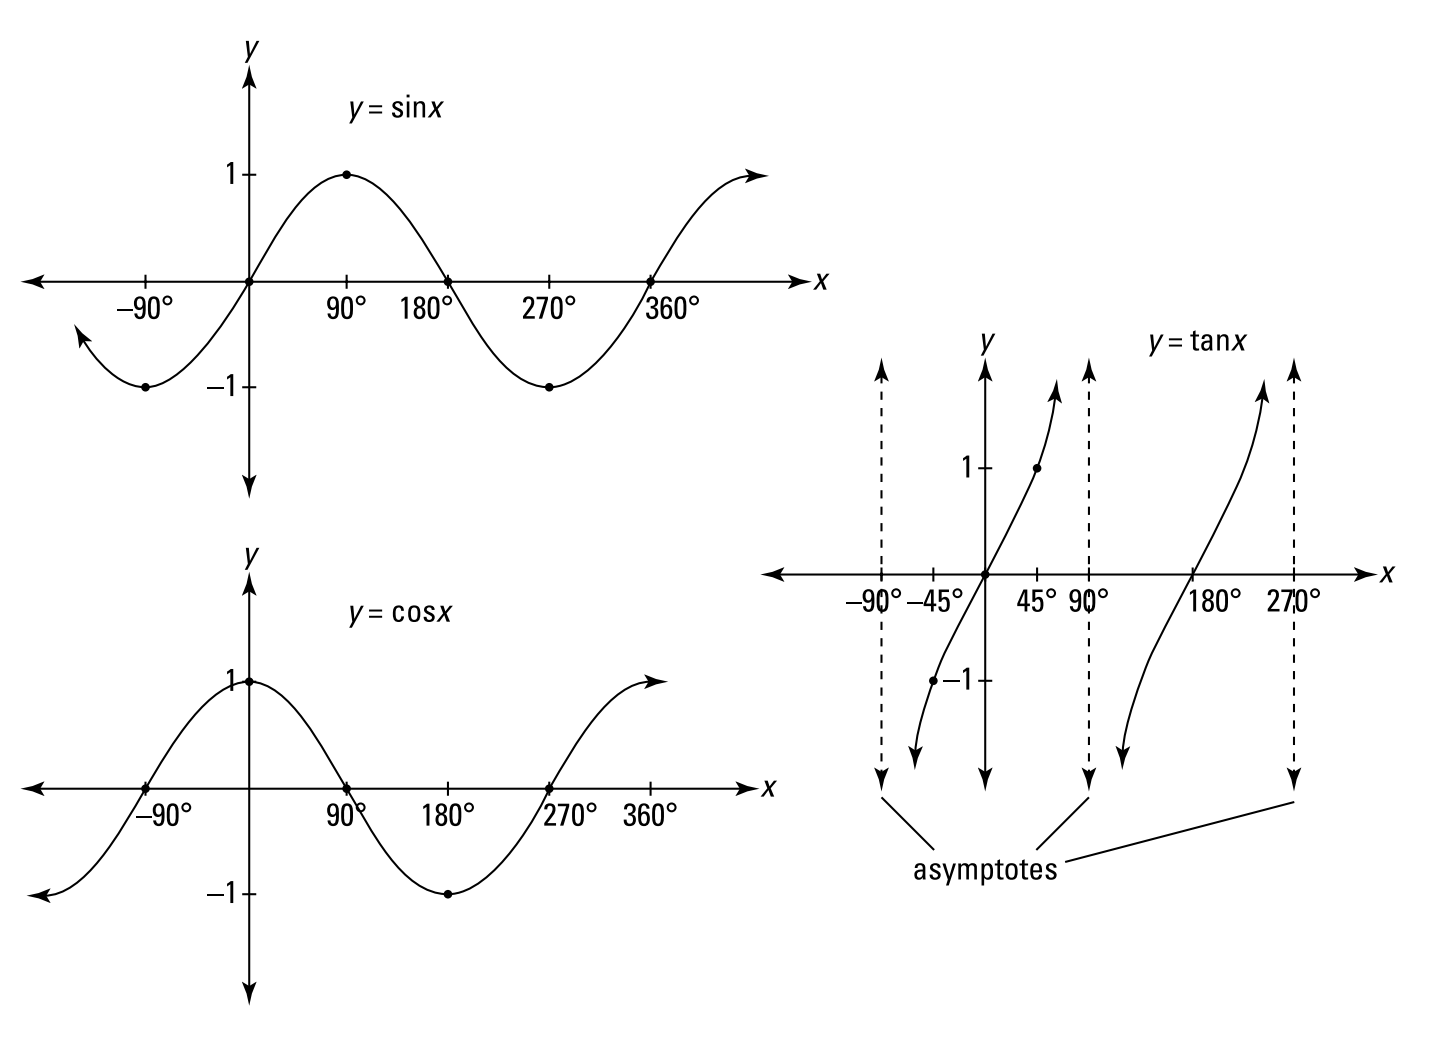 y
y = sinx
1
x
–90°
90°
180°
270°
360°
–1
y
y = cosx
1
x
–90°
90°
180°
270°
360°
–1
y
y = tanx
1
x
–90°
–45°
45°
90°
180°
270°
–1
asymptotes